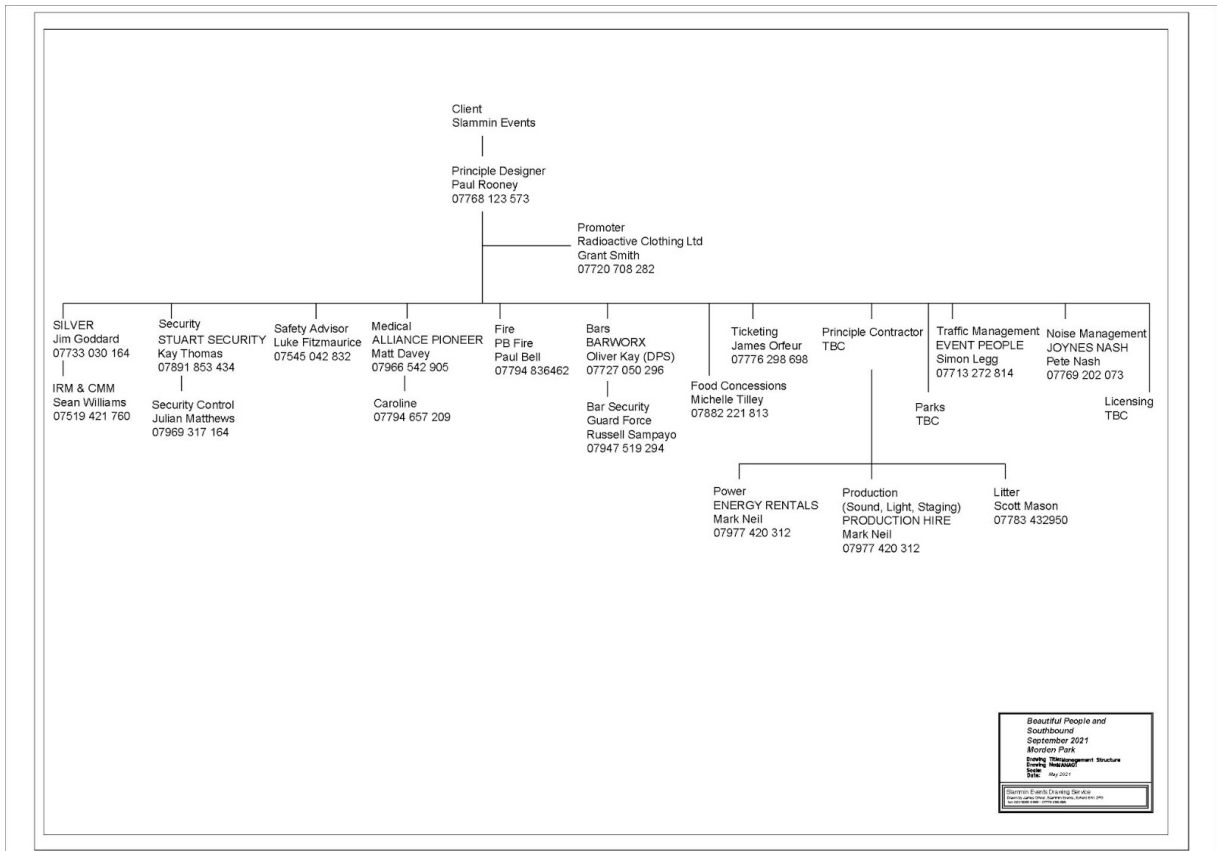 Client
Slammin Events
Principle Designer
Paul Rooney
07768 123 573
Promoter
Radioactive Clothing Ltd
Grant Smith
07720 708 282
SILVER
Jim Goddard
07733 030 164
IRM & CMM
Sean Williams
07519 421 760
Security
STUART SECURITY
Kay Thomas
07891 853 434
Security Control
Julian Matthews
07969 317 164
Safety Advisor
Luke Fitzmaurice
07545 042 832
Medical
ALLIANCE PIONEER
Matt Davey
07966 542 905
Caroline
07794 657 209
Fire
PB Fire
Paul Bell
07794 836462
Bars
BARWORX
Oliver Kay (DPS)
07727 050 296
Bar Security
Guard Force
Russell Sampayo
07947 519 294
Food Concessions
Michelle Tilley
07882 221 813
Ticketing
James Orfeur
07776 298 698
Principle Contractor
TBC
Power
ENERGY RENTALS
Mark Neil
07977 420 312
Production
(Sound, Light, Staging)
PRODUCTION HIRE
Mark Neil
07977 420 312
Litter
Scott Mason
07783 432950
Parks
TBC
Traffic Management
EVENT PEOPLE
Simon Legg
07713 272 814
Noise Management
JOYNES NASH
Pete Nash
07769 202 073
Licensing
TBC
Beautiful People and
Southbound
September 2021
Morden Park
Drawing Title: Management Structure
Drawing
Scale:
Date: May 2021
Slammin Events Drawing Service